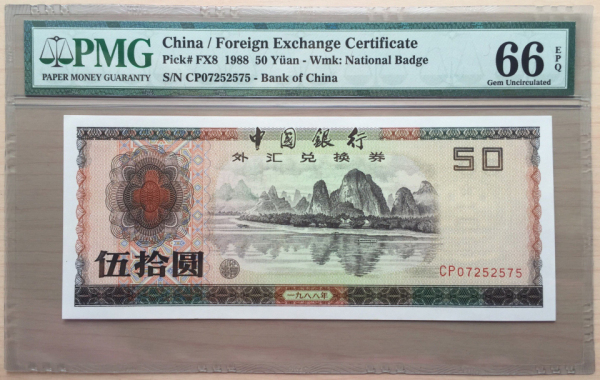 PMG
PAPER MONEY GUARANTY
China / Foreign Exchange Certificate
Pick# FX8 1988 50 Yüan - Wmk: National Badge
S/N CP07252575 - Bank of China
66 EPQ
Gem Uncirculated
中國銀行
外汇兑换券
50
伍拾圆
CP07252575
一九八八年